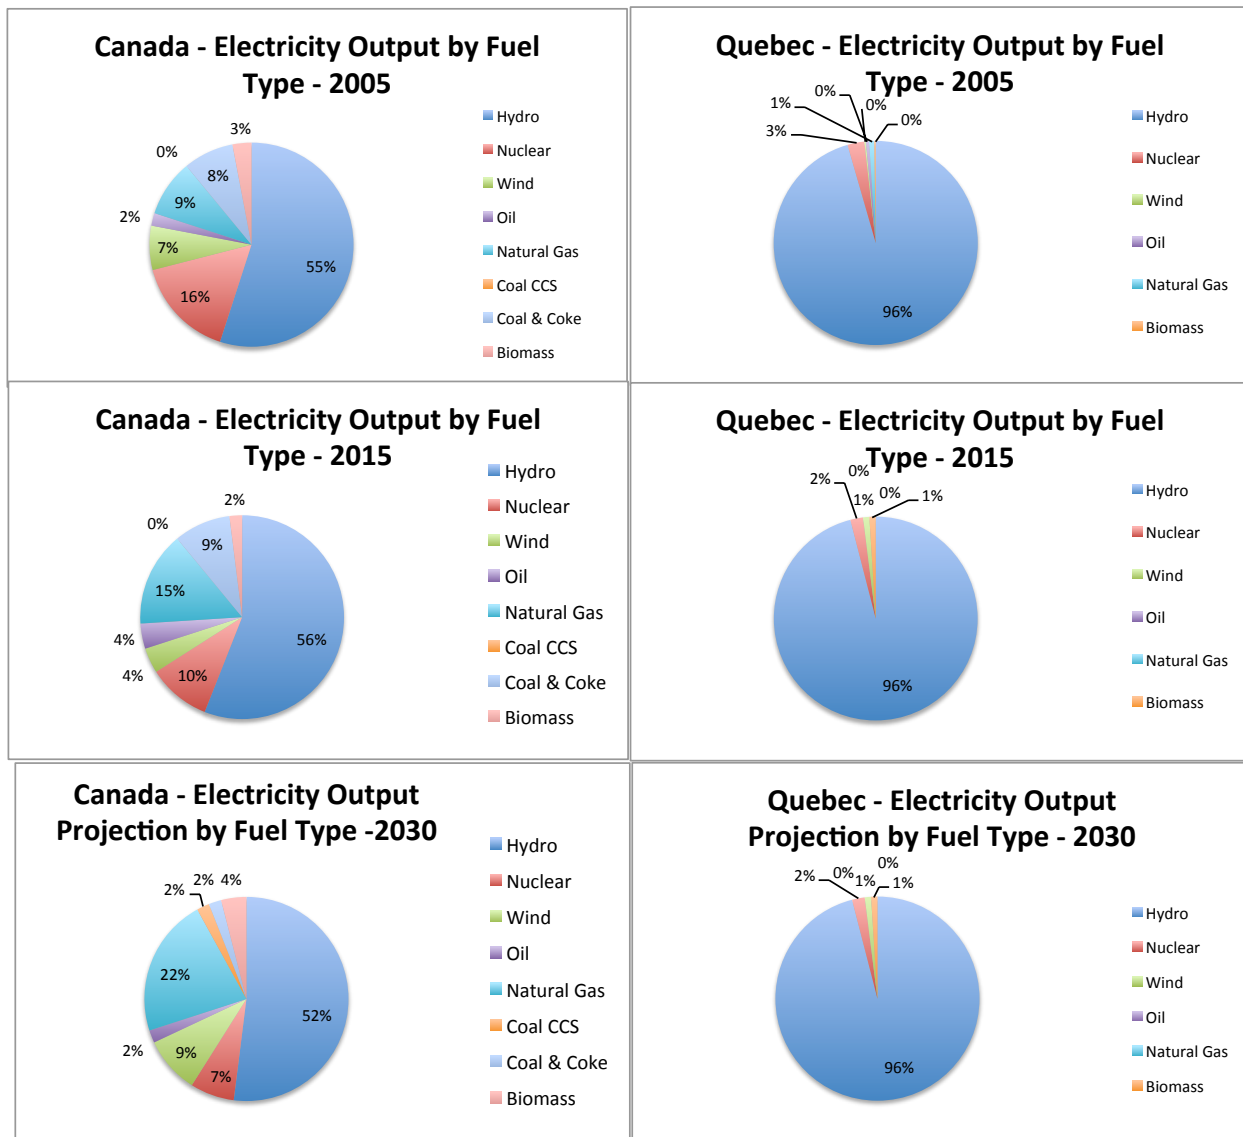 Canada - Electricity Output by Fuel
Type - 2005
Hydro
Nuclear
Wind
Oil
Natural Gas
Coal CCS
Coal & Coke
Biomass
3%
0%
8%
9%
2%
7%
16%
55%
Quebec - Electricity Output by Fuel
Type - 2005
Hydro
Nuclear
Wind
Oil
Natural Gas
Biomass
0%
1%
0%
0%
3%
96%
Canada - Electricity Output by Fuel
Type - 2015
Hydro
Nuclear
Wind
Oil
Natural Gas
Coal CCS
Coal & Coke
Biomass
2%
0%
9%
15%
4%
4%
10%
56%
Quebec - Electricity Output by Fuel
Type - 2015
Hydro
Nuclear
Wind
Oil
Natural Gas
Biomass
0%
2%
1%
0%
1%
96%
Canada - Electricity Output
Projection by Fuel Type -2030
Hydro
Nuclear
Wind
Oil
Natural Gas
Coal CCS
Coal & Coke
Biomass
2%
4%
2%
22%
2%
9%
7%
52%
Quebec - Electricity Output
Projection by Fuel Type - 2030
Hydro
Nuclear
Wind
Oil
Natural Gas
Biomass
0%
2%
0%
1%
1%
96%